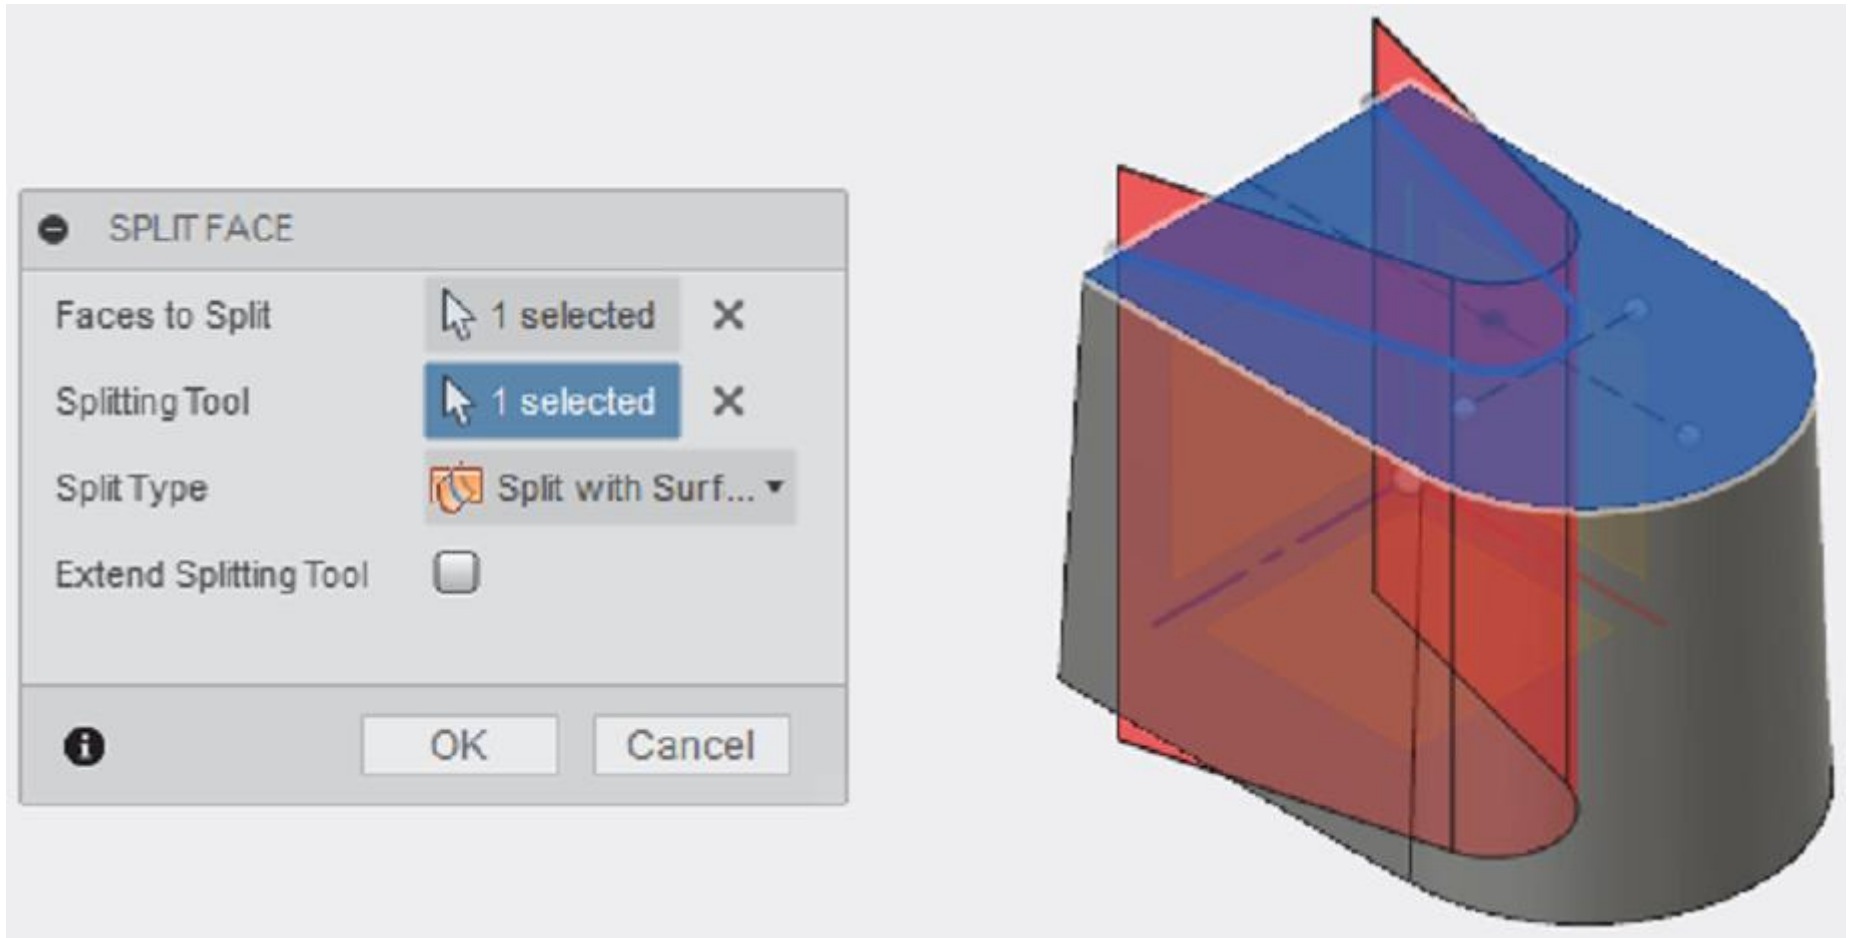 SPLIT FACE
Faces to Split 1 selected
Splitting Tool 1 selected
Split Type Split with Surf...
Extend Splitting Tool
OK Cancel